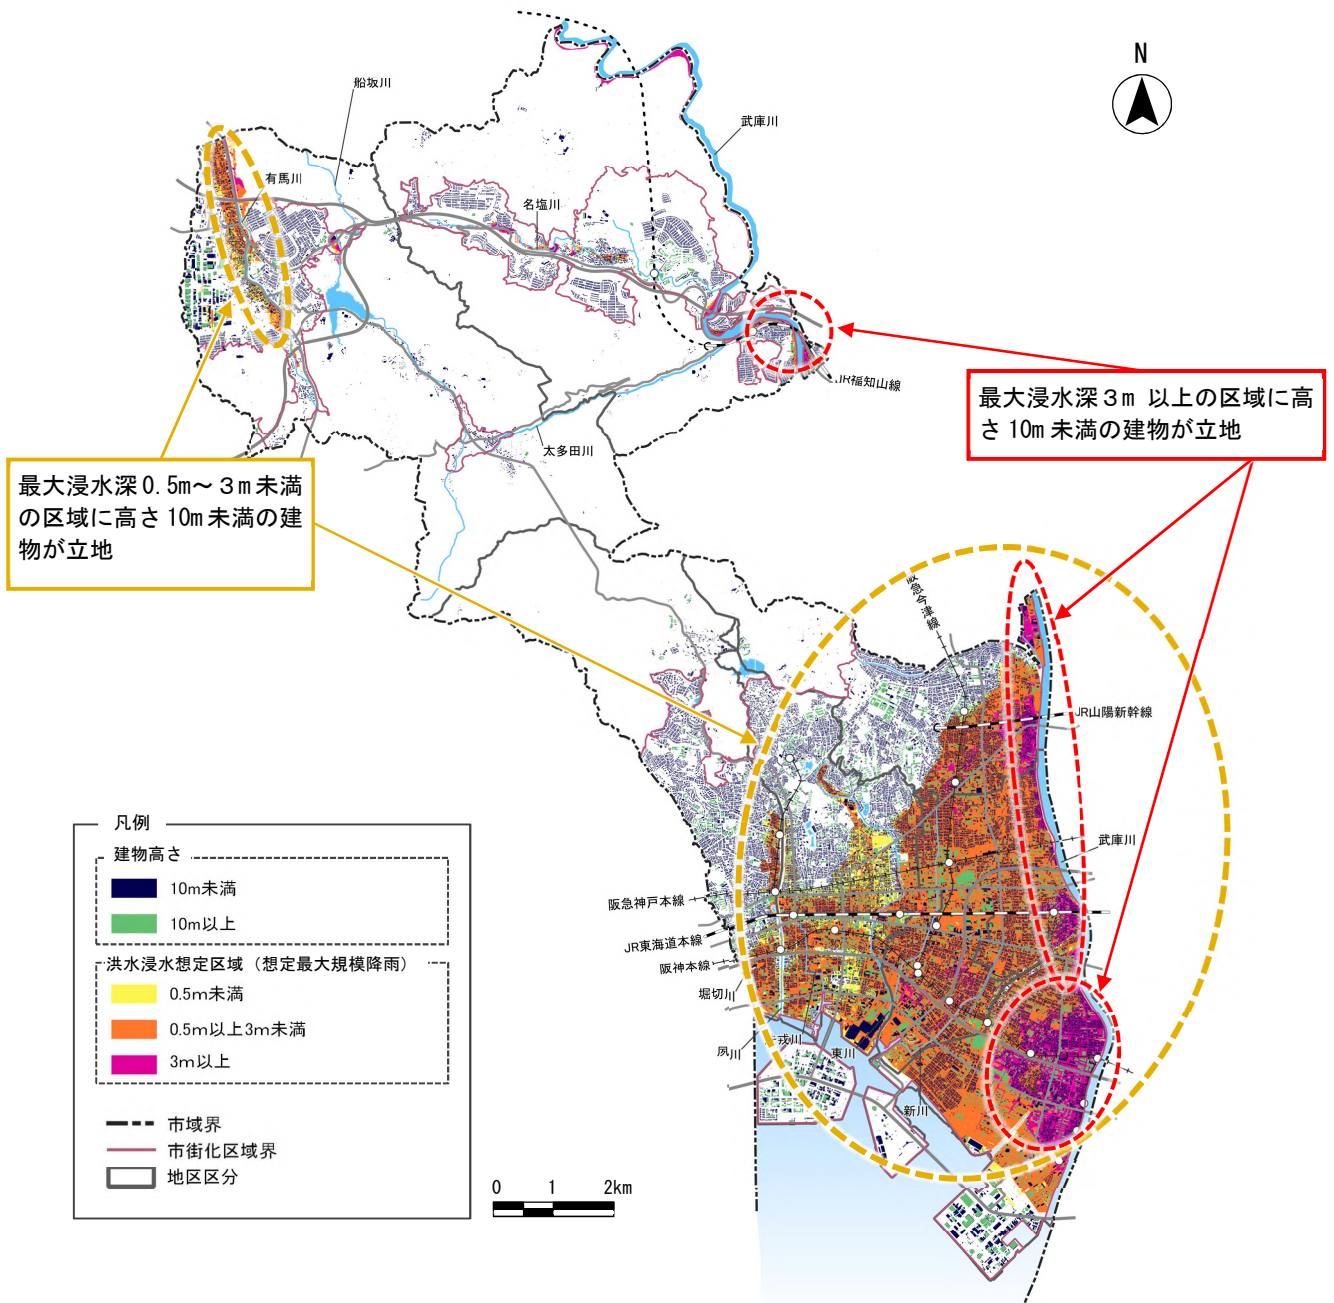 N
船坂川
武庫川
有馬川
名塩川
JR福知山線
太多田川
最大浸水深3m 以上の区域に高
さ 10m 未満の建物が立地
最大浸水深 0.5m～3m 未満
の区域に高さ 10m 未満の建
物が立地
阪急今津線
JR山陽新幹線
武庫川
阪急神戸本線
JR東海道本線
阪神本線
堀切川
夙川
東川
新川
凡例
建物高さ
10m未満
10m以上
洪水浸水想定区域（想定最大規模降雨）
0.5m未満
0.5m以上3m未満
3m以上
市域界
市街化区域界
地区区分
0 1 2km